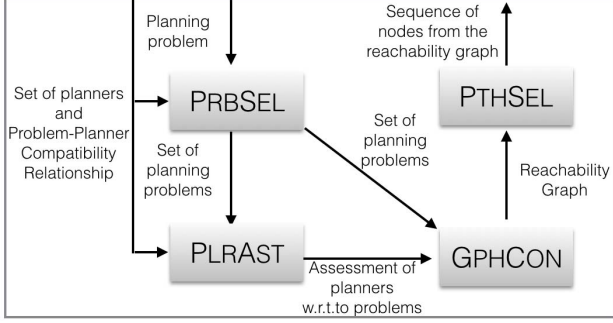 Planning
problem
Sequence of
nodes from the
reachability graph
PRBSEL
PTHSEL
Set of planners
and
Problem-Planner
Compatibility
Relationship
Set of
planning
problems
Set of
planning
problems
Reachability
Graph
PLRAST
GPHCON
Assessment of
planners
w.r.t.to problems